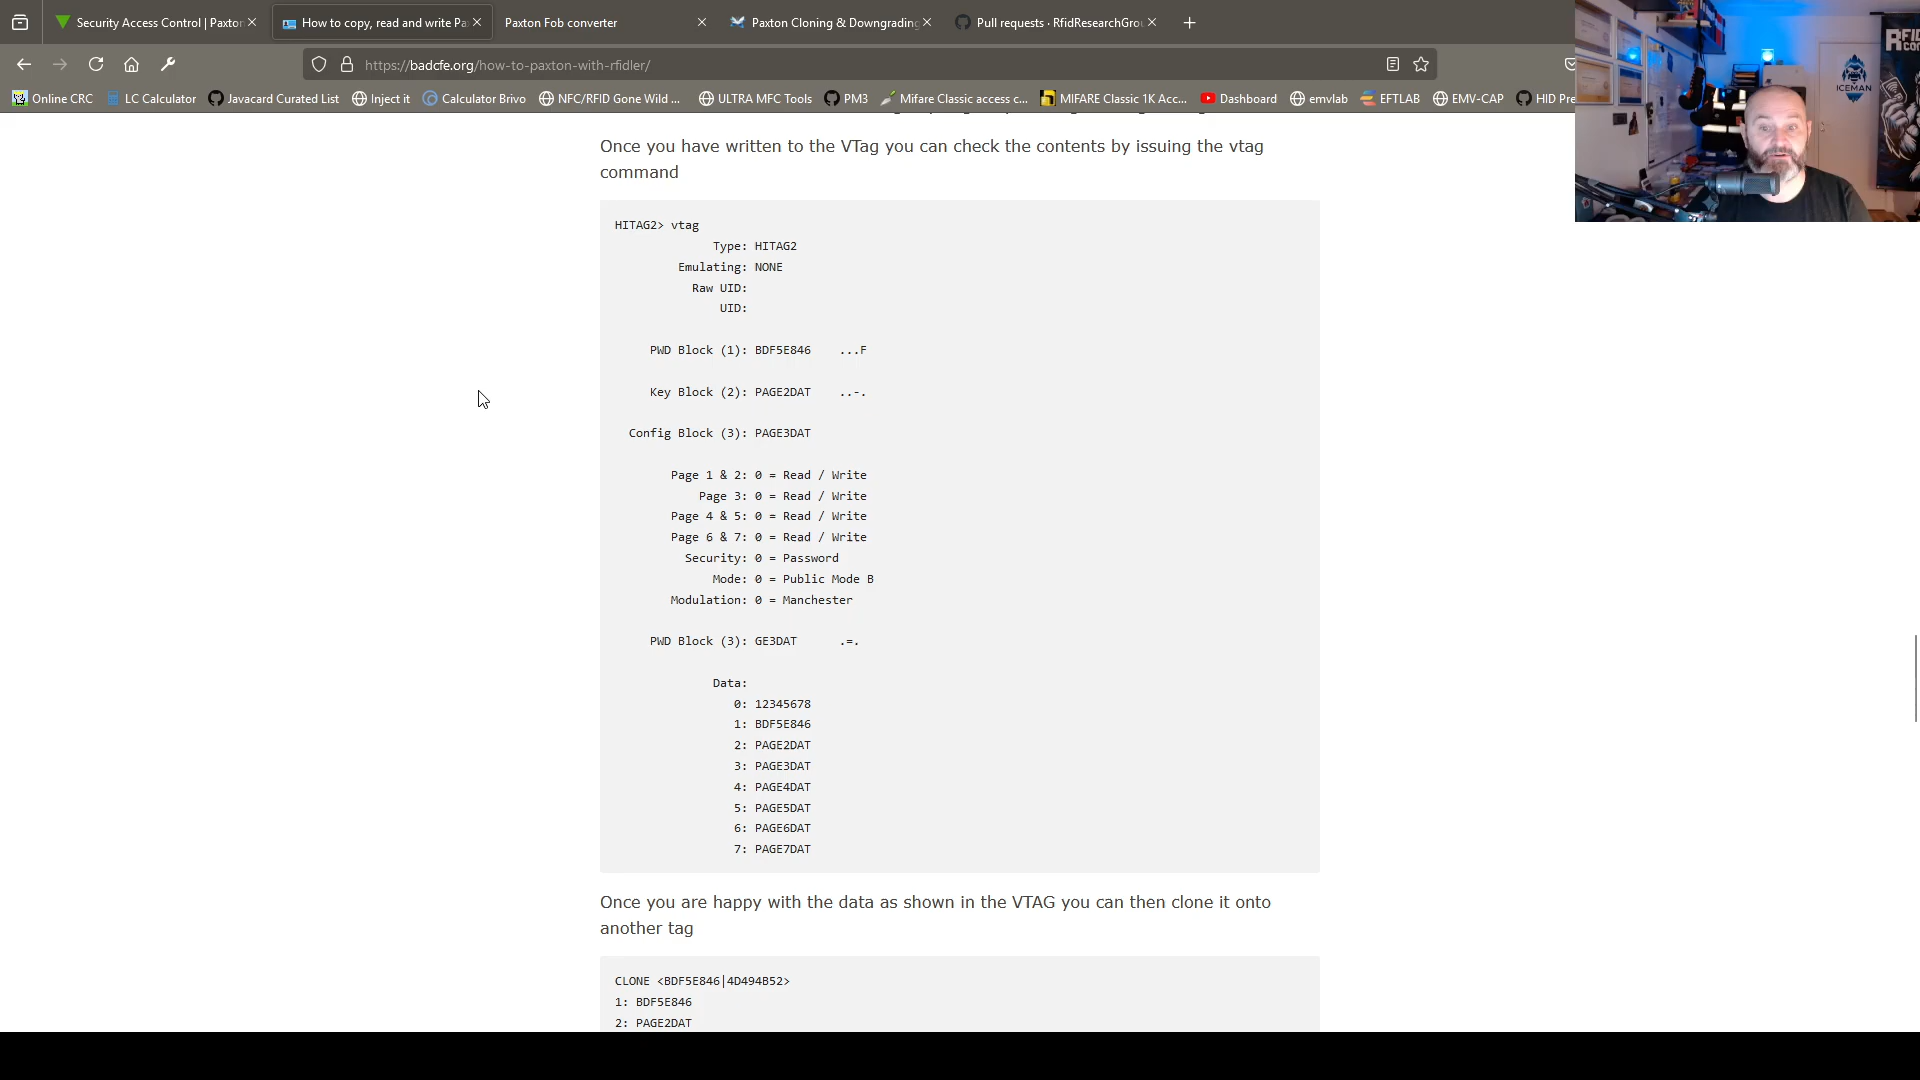 Security Access Control | Paxton
How to copy, read and write Pa
Paxton Fob converter
Paxton Cloning & Downgrading
Pull requests · RfidResearchGrou
https://badcfe.org/how-to-paxton-with-rfidler/
Online CRC
LC Calculator
Javacard Curated List
Inject it
Calculator Brivo
NFC/RFID Gone Wild ...
ULTRA MFC Tools
PM3
Mifare Classic access c...
MIFARE Classic 1K Acc...
Dashboard
emvlab
EFTLAB
EMV-CAP
HID Pre
RFID
ICEMAN
Once you have written to the VTag you can check the contents by issuing the vtag
command
HITAG2> vtag
Type: HITAG2
Emulating: NONE
Raw UID:
UID:
PWD Block (1): BDF5E846 ...F
Key Block (2): PAGE2DAT ..-.
Config Block (3): PAGE3DAT
Page 1 & 2: 0 = Read / Write
Page 3: 0 = Read / Write
Page 4 & 5: 0 = Read / Write
Page 6 & 7: 0 = Read / Write
Security: 0 = Password
Mode: 0 = Public Mode B
Modulation: 0 = Manchester
PWD Block (3): GE3DAT .=.
Data:
0: 12345678
1: BDF5E846
2: PAGE2DAT
3: PAGE3DAT
4: PAGE4DAT
5: PAGE5DAT
6: PAGE6DAT
7: PAGE7DAT
Once you are happy with the data as shown in the VTAG you can then clone it onto
another tag
CLONE <BDF5E846|4D494B52>
1: BDF5E846
2: PAGE2DAT